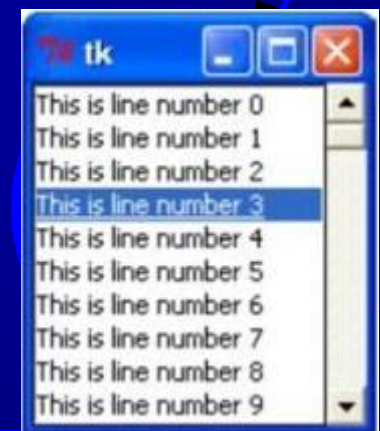 tk
This is line number 0
This is line number 1
This is line number 2
This is line number 3
This is line number 4
This is line number 5
This is line number 6
This is line number 7
This is line number 8
This is line number 9